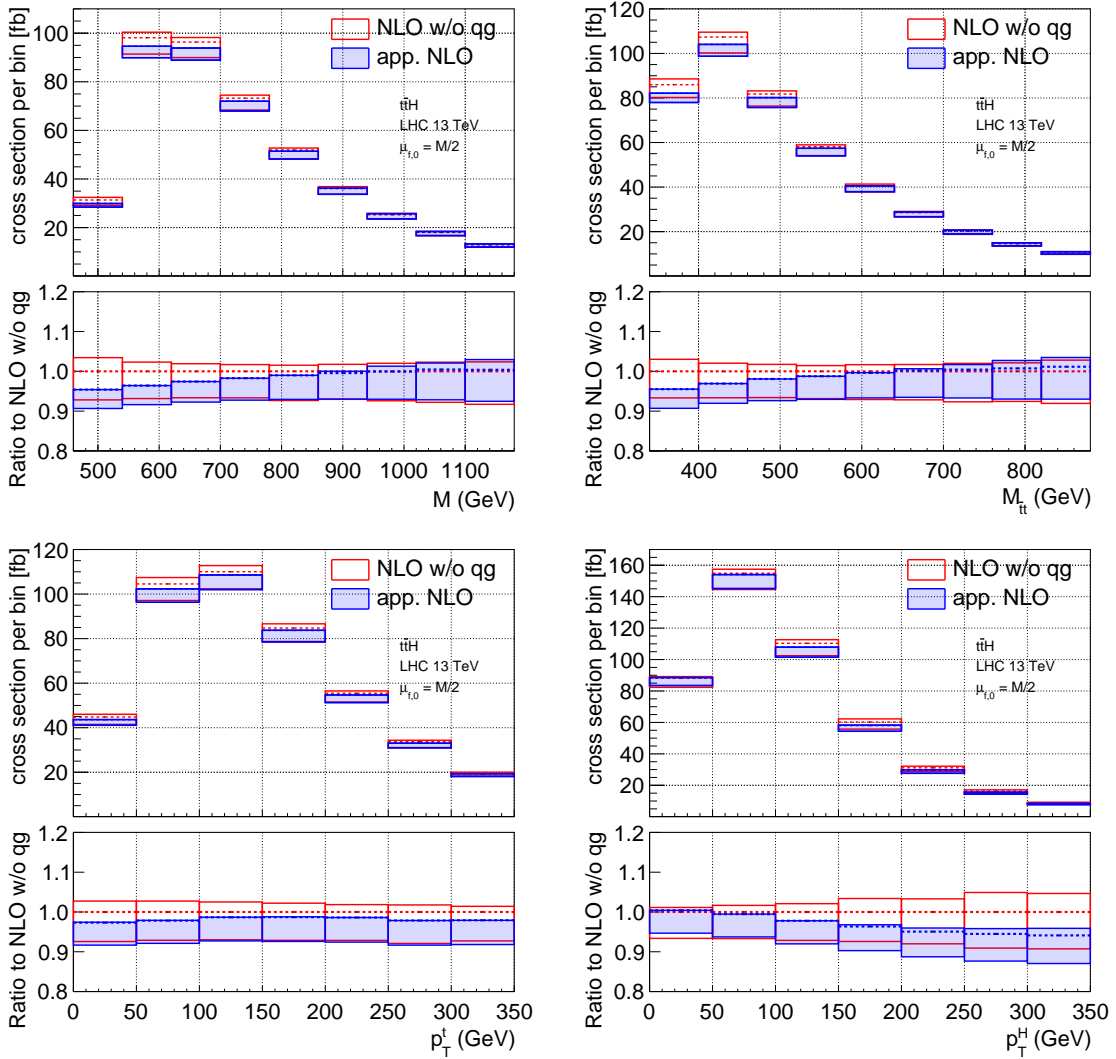 cross section per bin [fb]
100
80
60
40
20
NLO w/o qg
app. NLO
tt̄H
LHC 13 TeV
μf,0 = M/2
Ratio to NLO w/o qg
1.2
1.1
1.0
0.9
0.8
500 600 700 800 900 1000 1100
M (GeV)
cross section per bin [fb]
120
100
80
60
40
20
NLO w/o qg
app. NLO
tt̄H
LHC 13 TeV
μf,0 = M/2
Ratio to NLO w/o qg
1.2
1.1
1.0
0.9
0.8
400 500 600 700 800
Mt̄t (GeV)
cross section per bin [fb]
120
100
80
60
40
20
NLO w/o qg
app. NLO
tt̄H
LHC 13 TeV
μf,0 = M/2
Ratio to NLO w/o qg
1.2
1.1
1.0
0.9
0.8
0 50 100 150 200 250 300 350
pTt (GeV)
cross section per bin [fb]
160
140
120
100
80
60
40
20
NLO w/o qg
app. NLO
tt̄H
LHC 13 TeV
μf,0 = M/2
Ratio to NLO w/o qg
1.2
1.1
1.0
0.9
0.8
0 50 100 150 200 250 300 350
pTH (GeV)